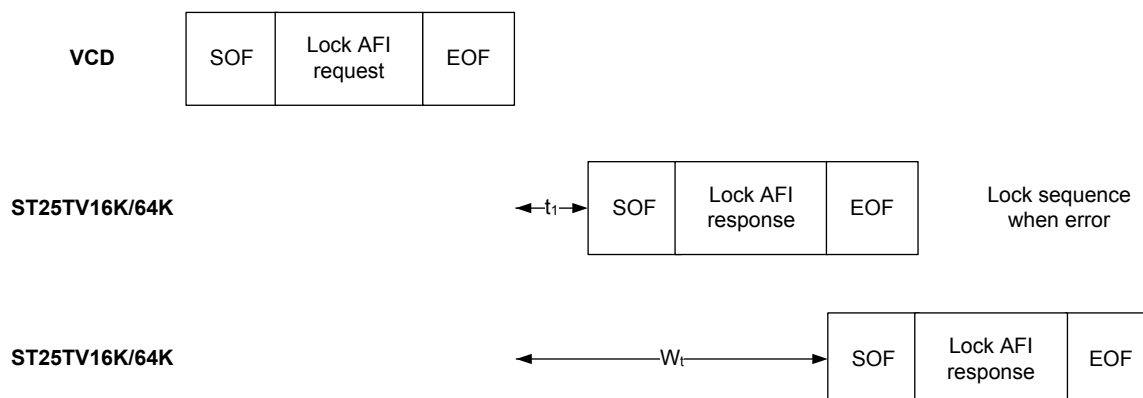 VCD
SOF
Lock AFI
request
EOF
ST25TV16K/64K
t₁
SOF
Lock AFI
response
EOF
Lock sequence
when error
ST25TV16K/64K
Wₜ
SOF
Lock AFI
response
EOF